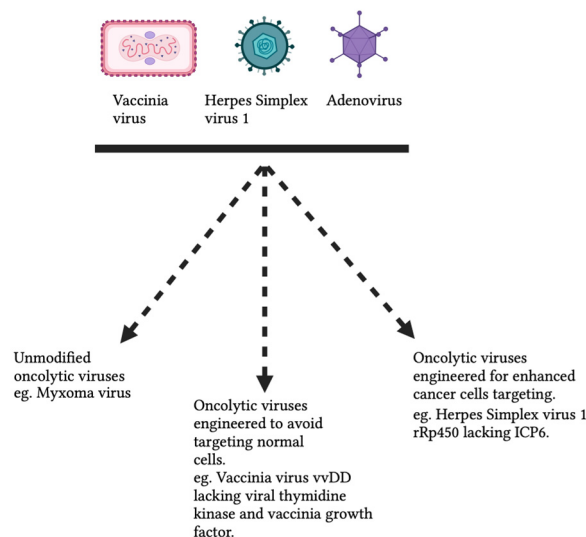 Vaccinia
virus
Herpes Simplex
virus 1
Adenovirus
Unmodified
oncolytic viruses
eg. Myxoma virus
Oncolytic viruses
engineered to avoid
targeting normal
cells.
eg. Vaccinia virus vvDD
lacking viral thymidine
kinase and vaccinia growth
factor.
Oncolytic viruses
engineered for enhanced
cancer cells targeting.
eg. Herpes Simplex virus 1
rRp450 lacking ICP6.